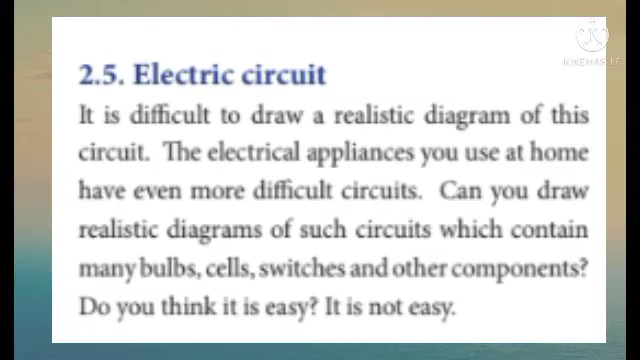 2.5. Electric circuit
It is difficult to draw a realistic diagram of this
circuit. The electrical appliances you use at home
have even more difficult circuits. Can you draw
realistic diagrams of such circuits which contain
many bulbs, cells, switches and other components?
Do you think it is easy? It is not easy.
K
KINEMASTER